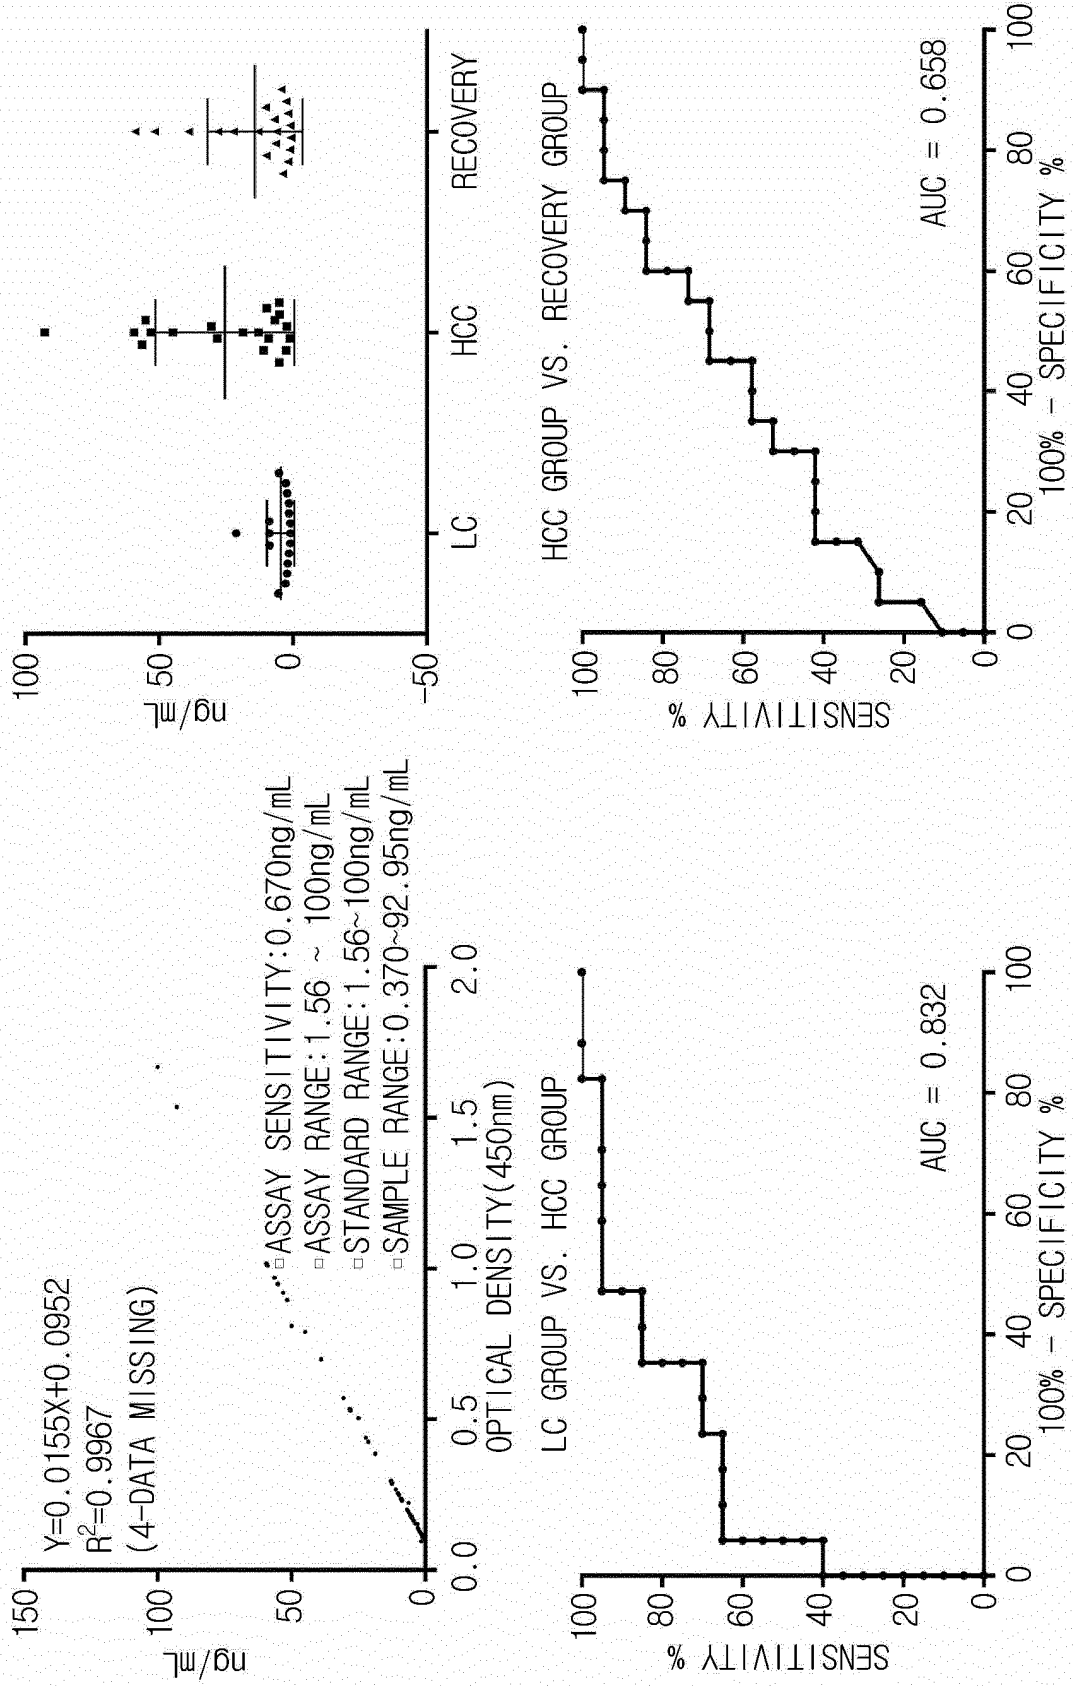 Y=0.0155X+0.0952
R²=0.9967
(4-DATA MISSING)
150
100
50
0
ng/mL
0.0
0.5
1.0
1.5
2.0
OPTICAL DENSITY(450nm)
□ASSAY SENSITIVITY:0.670ng/mL
□ASSAY RANGE:1.56 ~ 100ng/mL
□STANDARD RANGE:1.56~100ng/mL
□SAMPLE RANGE:0.370~92.95ng/mL
100
50
0
-50
ng/mL
LC
HCC
RECOVERY
LC GROUP VS. HCC GROUP
100
80
60
40
20
0
SENSITIVITY %
0
20
40
60
80
100
100% - SPECIFICITY %
AUC = 0.832
HCC GROUP VS. RECOVERY GROUP
100
80
60
40
20
0
SENSITIVITY %
0
20
40
60
80
100
100% - SPECIFICITY %
AUC = 0.658